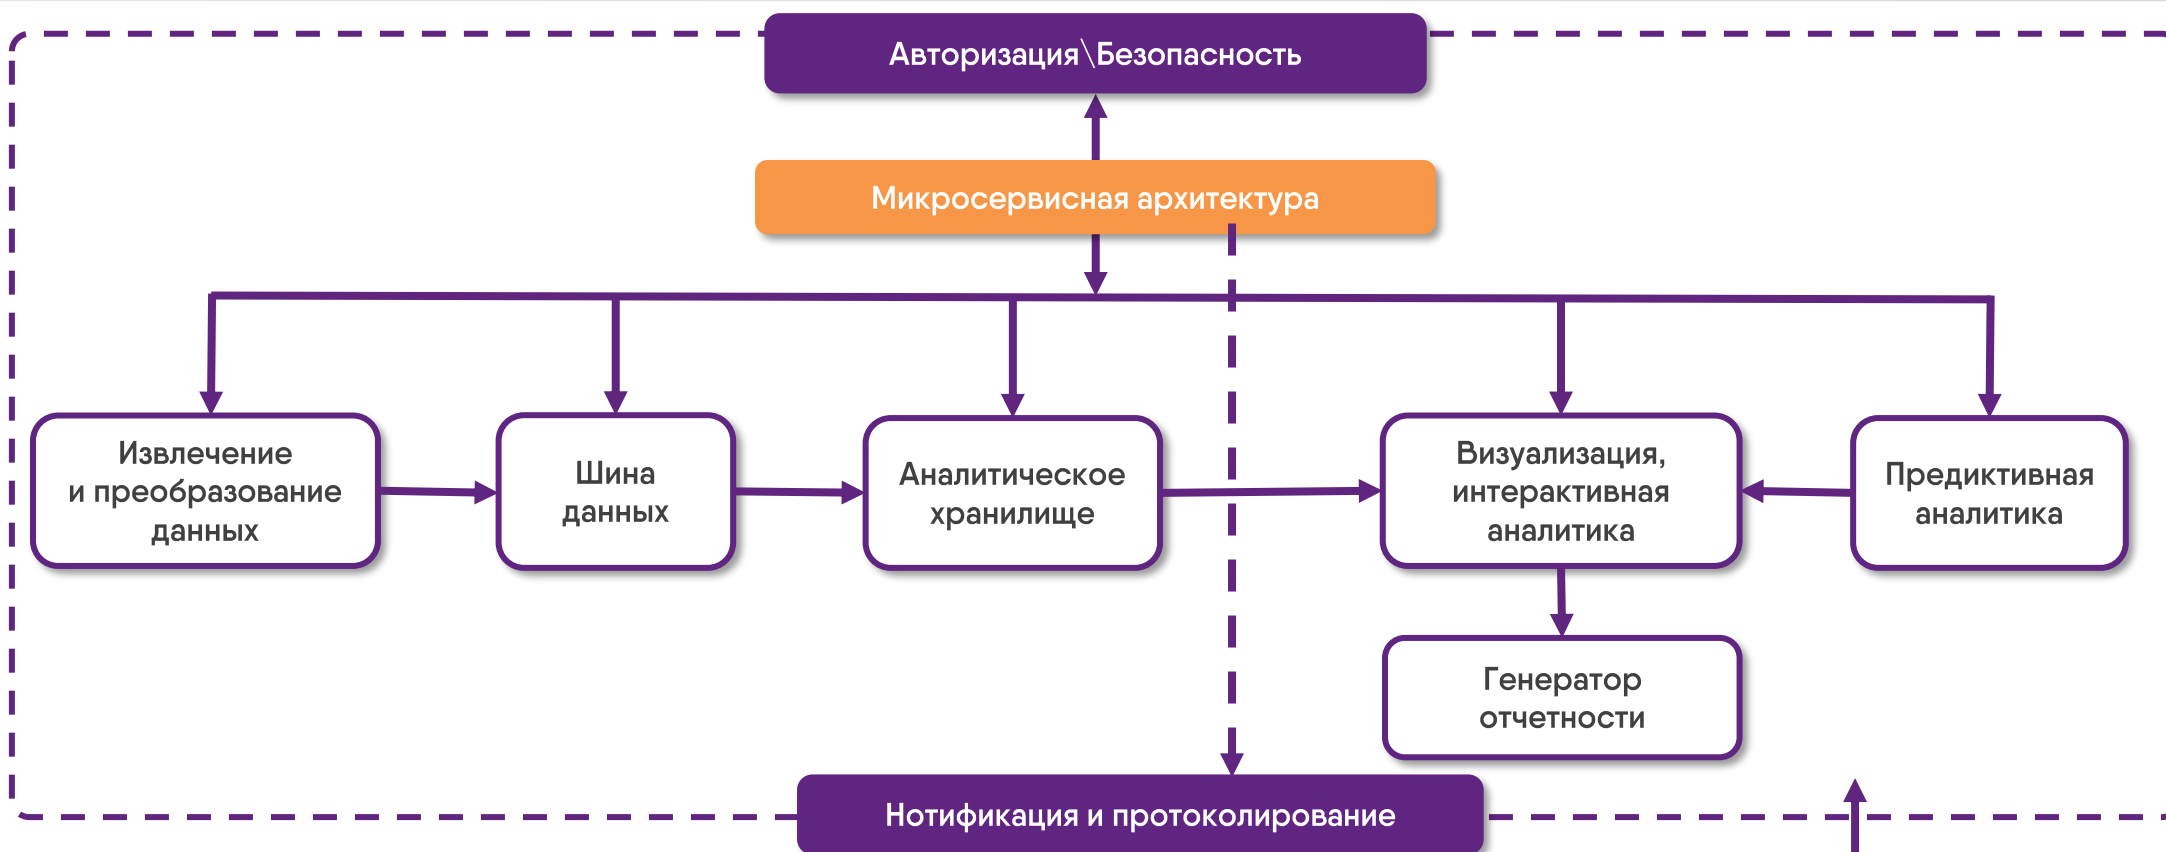 Авторизация\Безопасность
Микросервисная архитектура
Извлечение
и преобразование
данных
Шина
данных
Аналитическое
хранилище
Визуализация,
интерактивная
аналитика
Предиктивная
аналитика
Генератор
отчетности
Нотификация и протоколирование